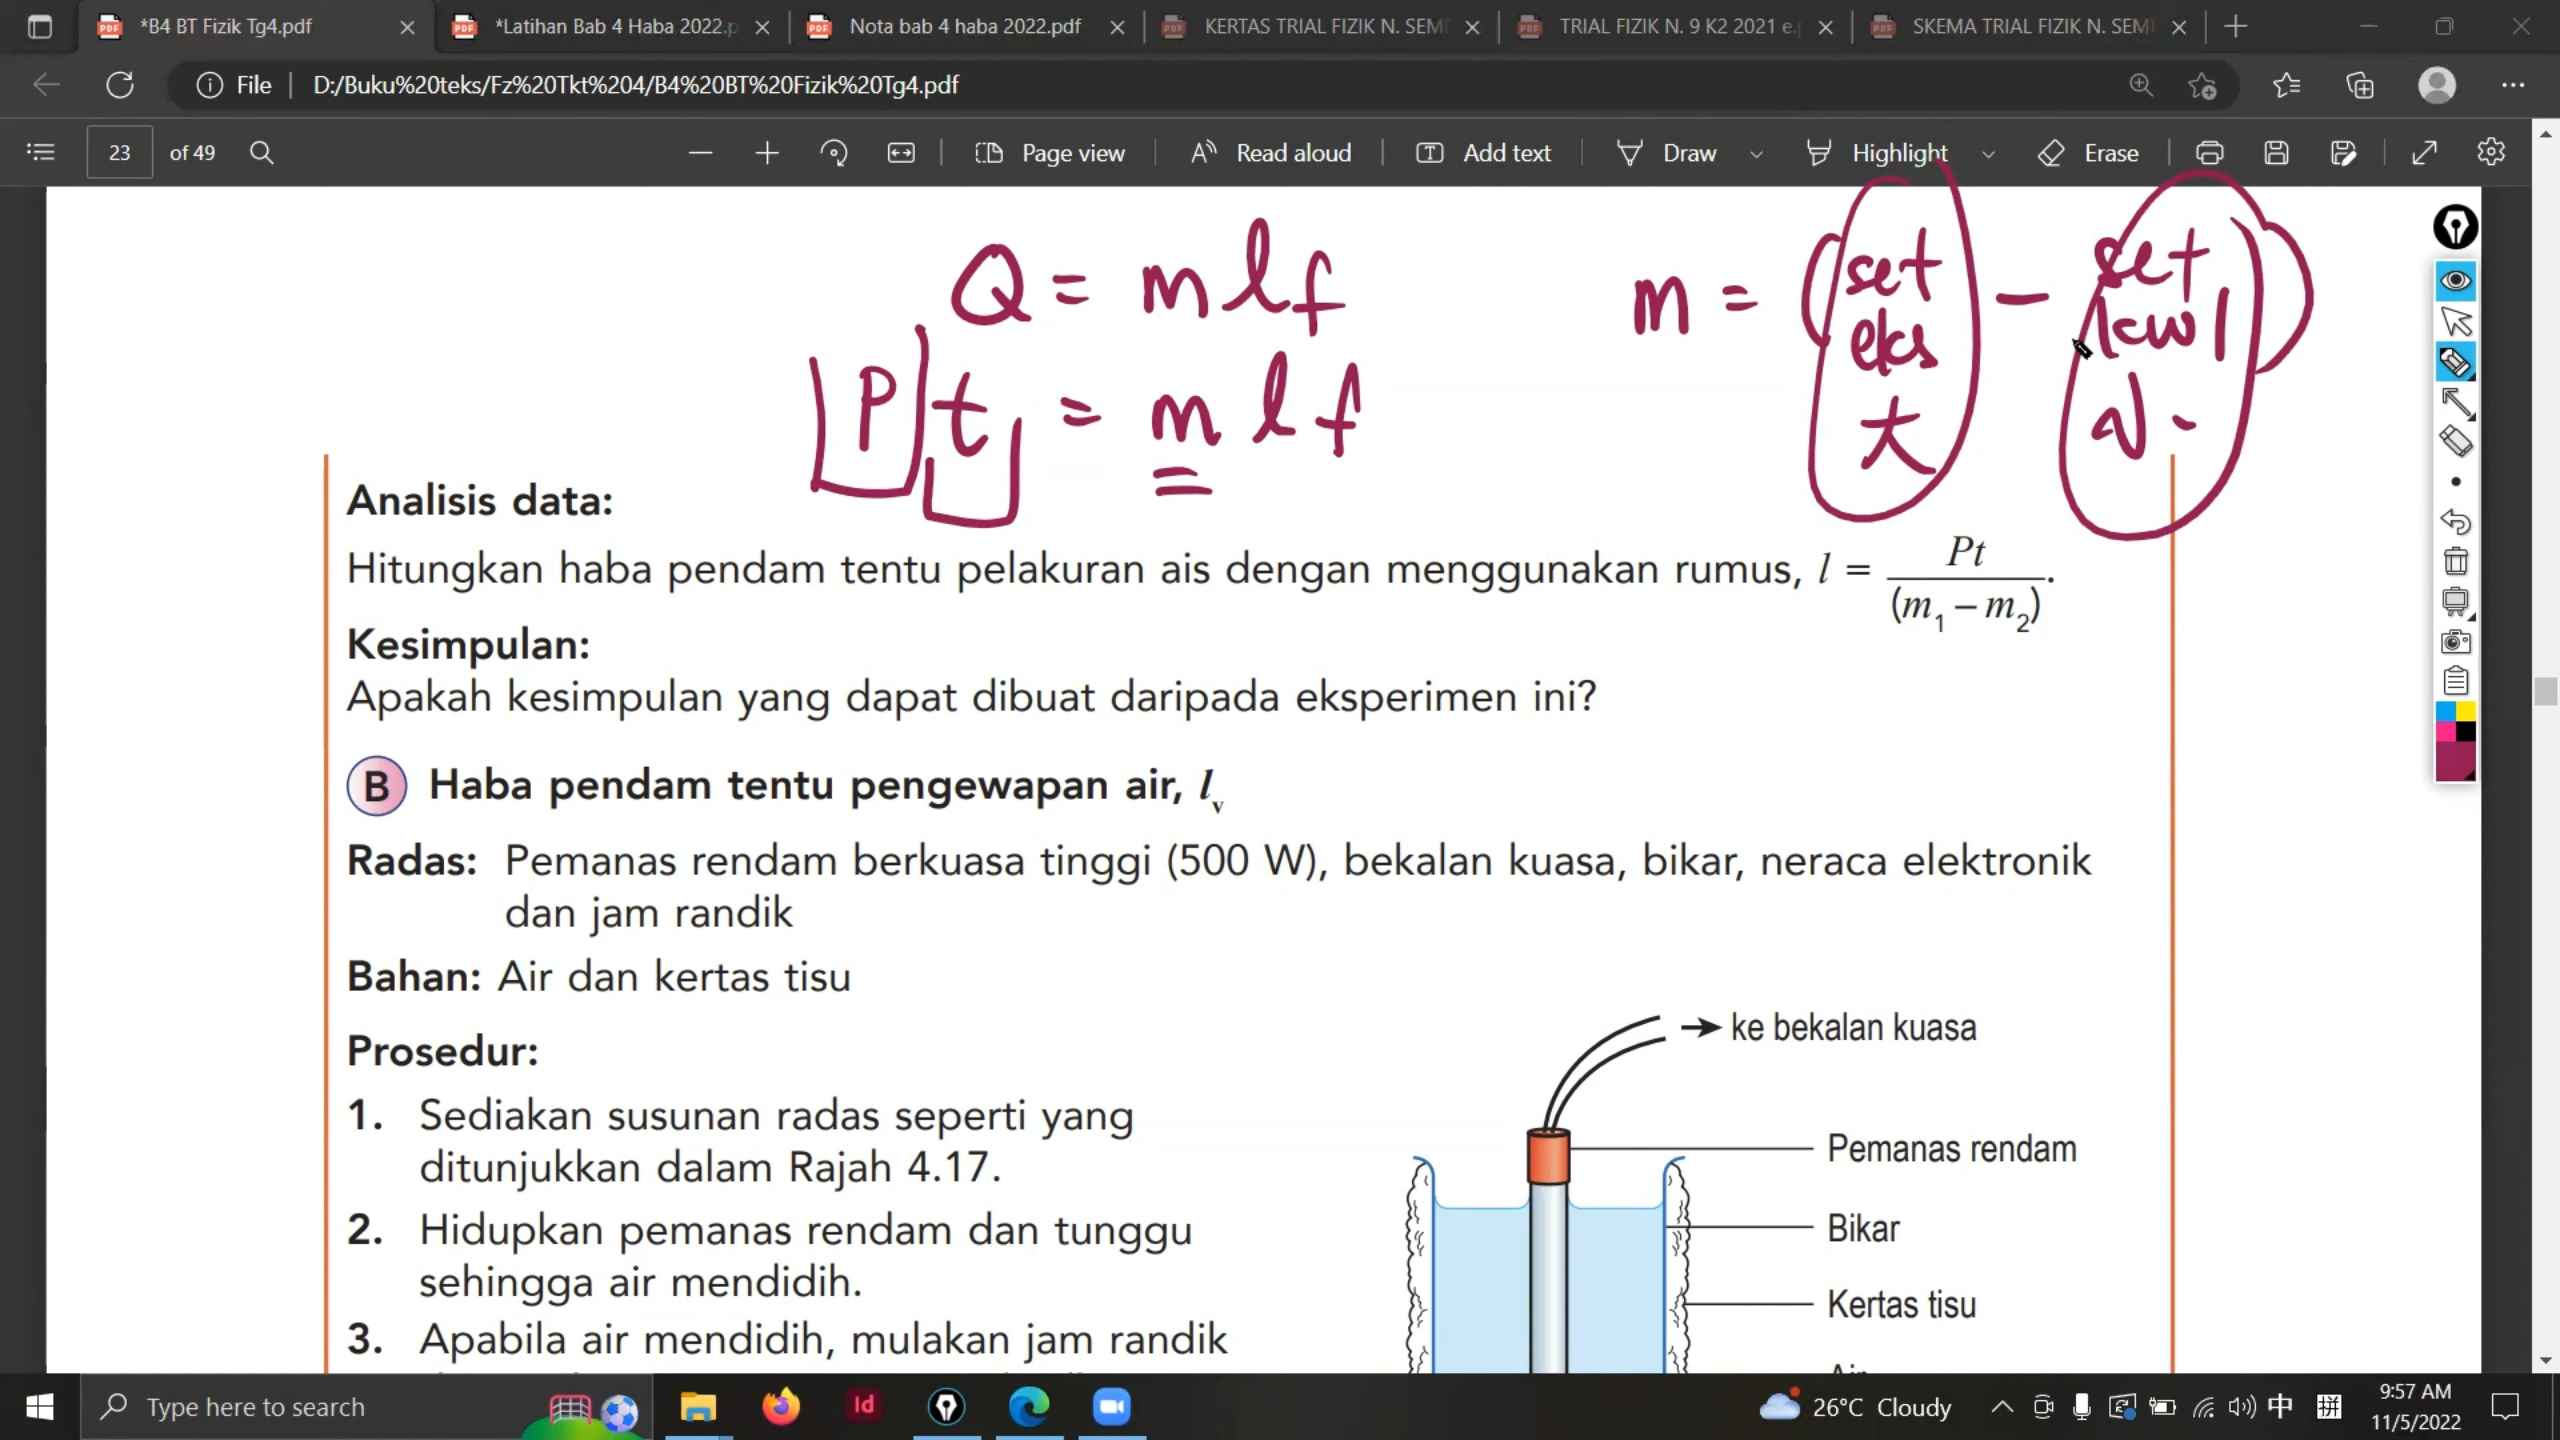 *B4 BT Fizik Tg4.pdf
*Latihan Bab 4 Haba 2022.p
Nota bab 4 haba 2022.pdf
KERTAS TRIAL FIZIK N. SEM
TRIAL FIZIK N. 9 K2 2021 e.p
SKEMA TRIAL FIZIK N. SEM
File
D:/Buku%20teks/Fz%20Tkt%204/B4%20BT%20Fizik%20Tg4.pdf
23 of 49
Page view
Read aloud
Add text
Draw
Highlight
Erase
Q = m l f
P t = m l f
m = (set eks t - set kwl)
Analisis data:
Hitungkan haba pendam tentu pelakuran ais dengan menggunakan rumus, l = Pt / (m₁ – m₂).
Kesimpulan:
Apakah kesimpulan yang dapat dibuat daripada eksperimen ini?
B Haba pendam tentu pengewapan air, lᵥ
Radas: Pemanas rendam berkuasa tinggi (500 W), bekalan kuasa, bikar, neraca elektronik
dan jam randik
Bahan: Air dan kertas tisu
Prosedur:
1. Sediakan susunan radas seperti yang
ditunjukkan dalam Rajah 4.17.
2. Hidupkan pemanas rendam dan tunggu
sehingga air mendidih.
3. Apabila air mendidih, mulakan jam randik
ke bekalan kuasa
Pemanas rendam
Bikar
Kertas tisu
Type here to search
Id
26°C Cloudy
中
拼
9:57 AM
11/5/2022